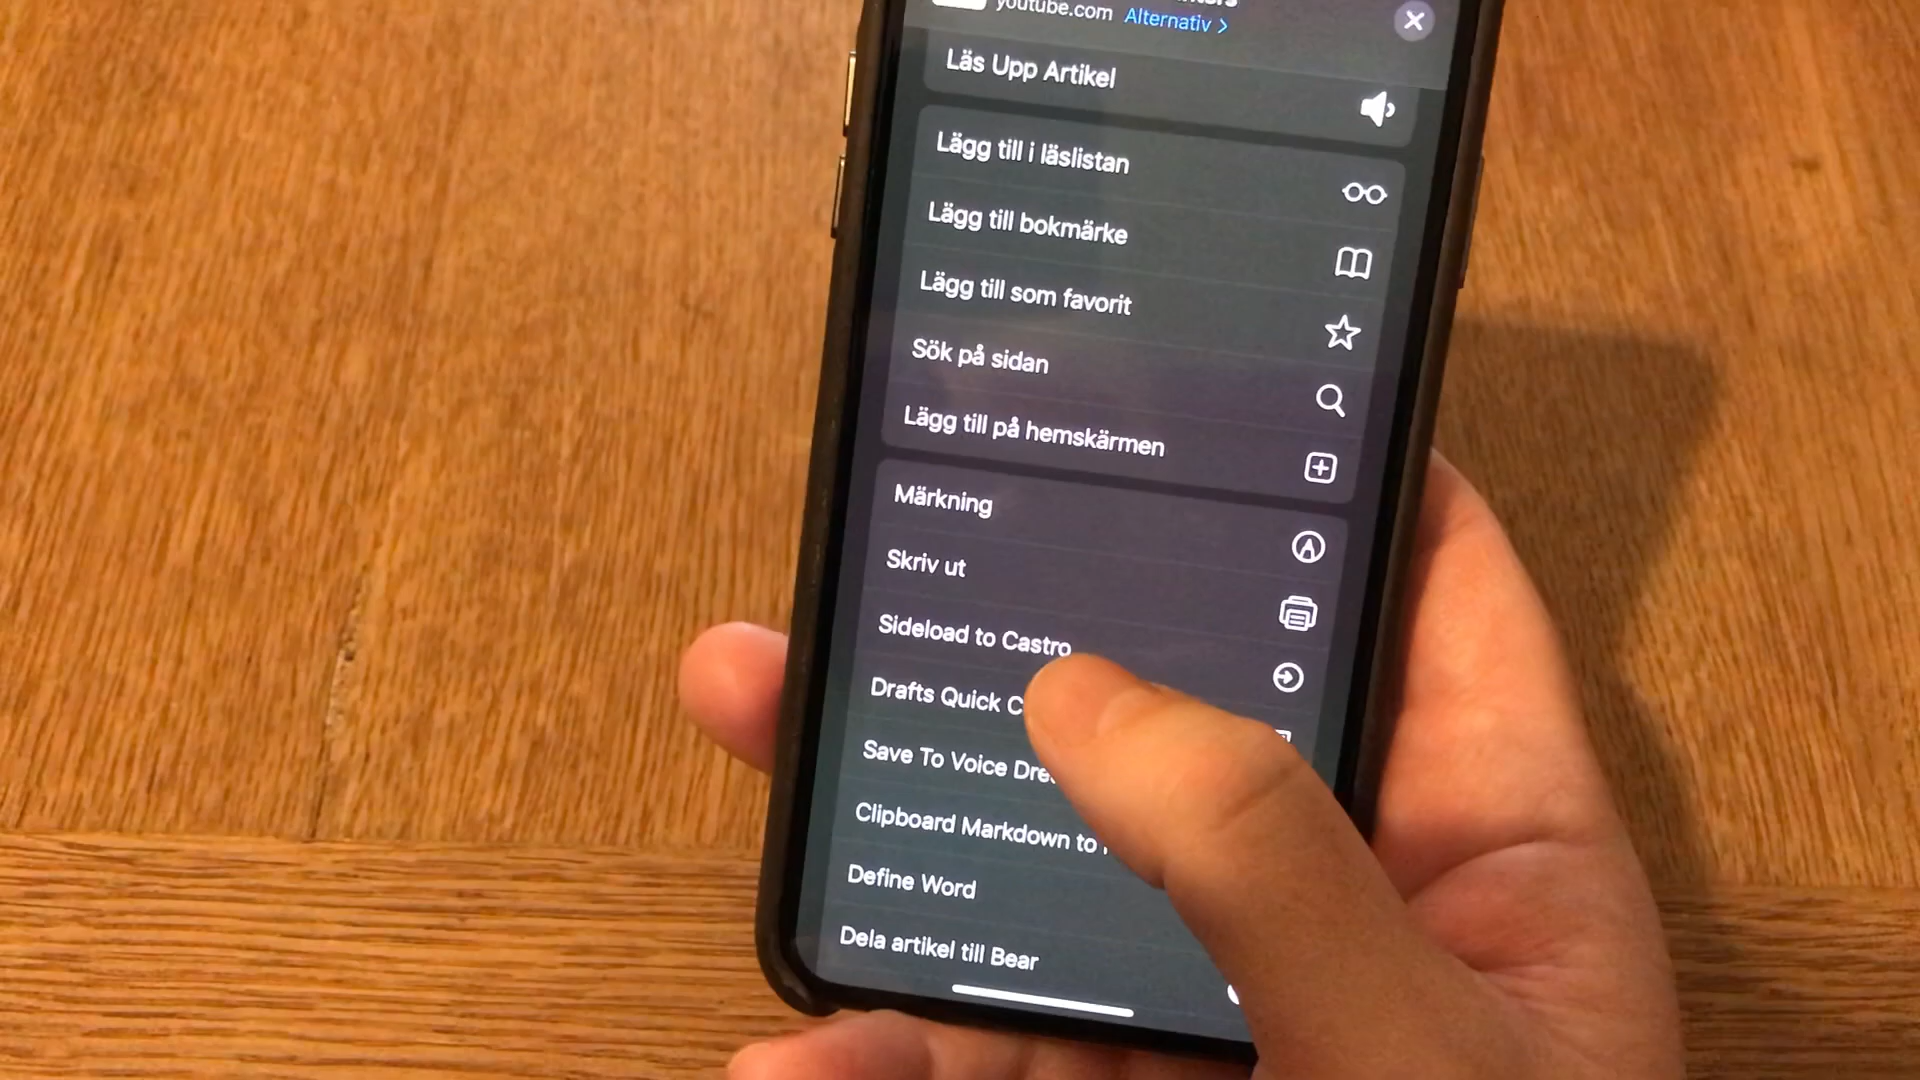 youtube.com Alternativ >
Läs Upp Artikel
Lägg till i läslistan
Lägg till bokmärke
Lägg till som favorit
Sök på sidan
Lägg till på hemskärmen
Märkning
Skriv ut
Sideload to Castro
Drafts Quick
Save To Voice
Clipboard Markdown to
Define Word
Dela artikel till Bear